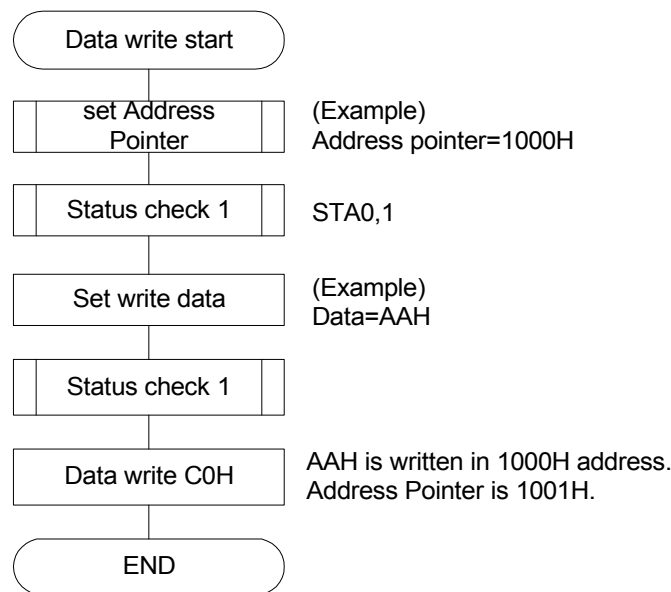 Data write start
set Address
Pointer
(Example)
Address pointer=1000H
Status check 1
STA0,1
Set write data
(Example)
Data=AAH
Status check 1
Data write C0H
AAH is written in 1000H address.
Address Pointer is 1001H.
END